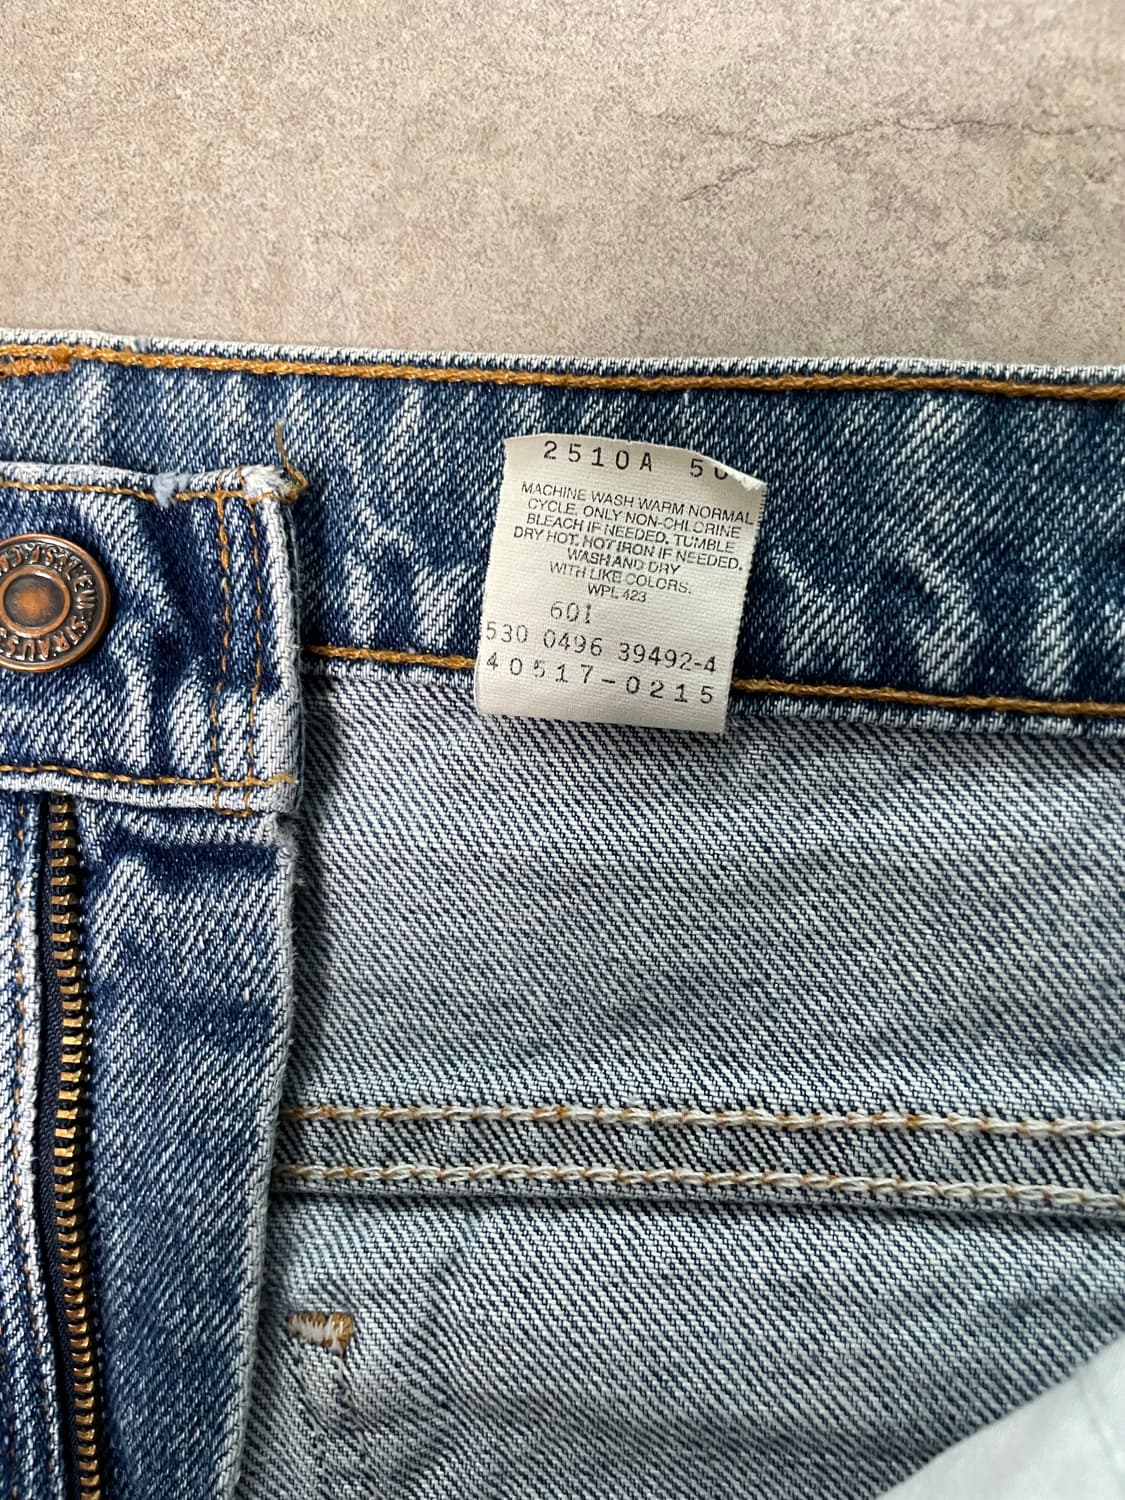 2510A 5
MACHINE WASH WARM NORMAL
CYCLE, ONLY NON-CHLORINE
BLEACH IF NEEDED. TUMBLE
DRY HOT, HOT IRON IF NEEDED.
WASH AND DRY
WITH LIKE COLORS.
WPL 423
601
530 0496 39492-4
40517-0215